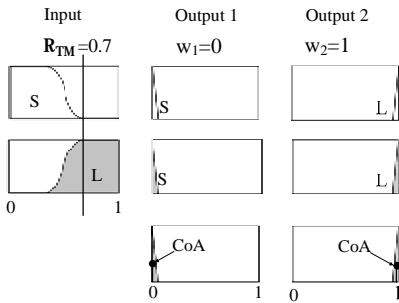 Input Output 1 Output 2
R_TM=0.7 w₁=0 w₂=1
S S L
L S L
0 1
CoA CoA
0 1 0 1